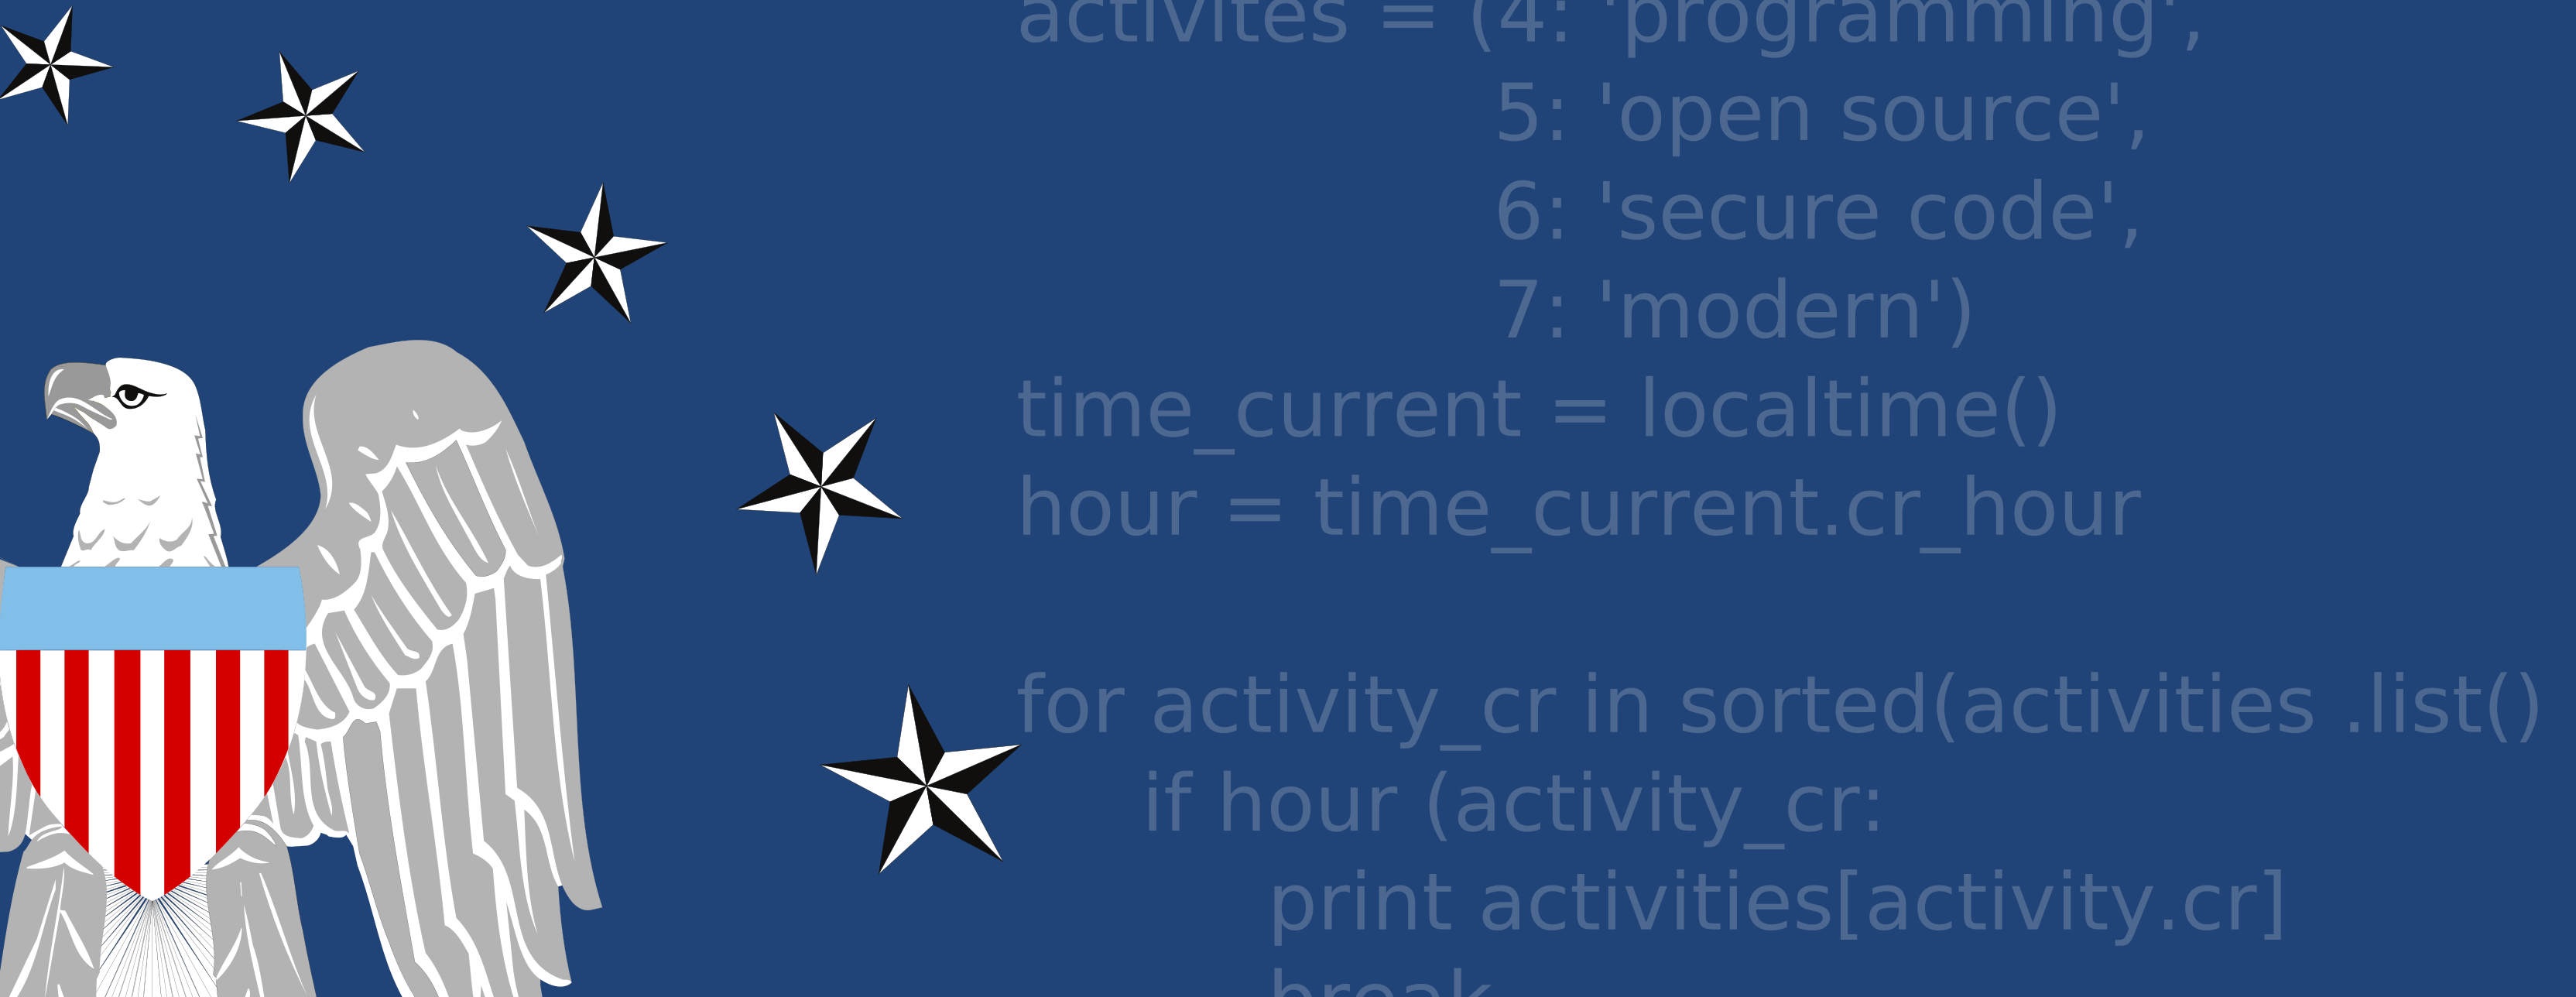 activites = (4: 'programming',
5: 'open source',
6: 'secure code',
7: 'modern')
time_current = localtime()
hour = time_current.cr_hour
for activity_cr in sorted(activities .list()
if hour (activity_cr:
print activities[activity.cr]
break